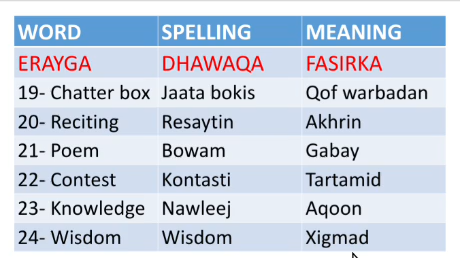 WORD SPELLING MEANING
ERAYGA DHAWAQA FASIRKA
19- Chatter box Jaata bokis Qof warbadan
20- Reciting Resaytin Akhrin
21- Poem Bowam Gabay
22- Contest Kontasti Tartamid
23- Knowledge Nawleej Aqoon
24- Wisdom Wisdom Xigmad